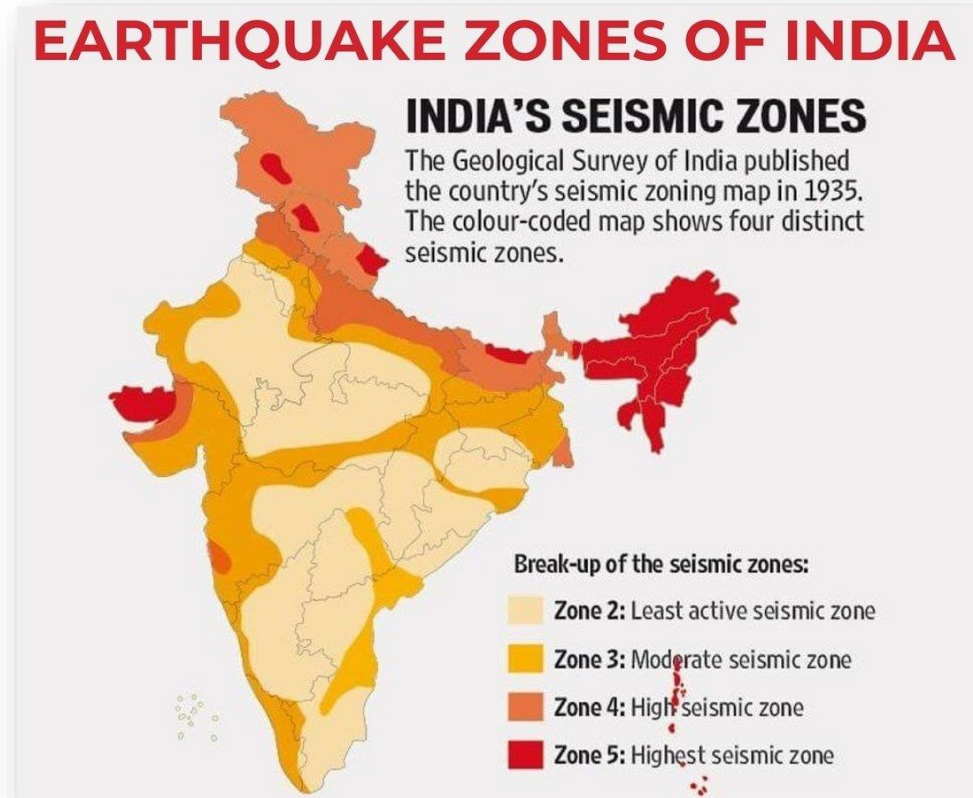 EARTHQUAKE ZONES OF INDIA
INDIA'S SEISMIC ZONES
The Geological Survey of India published
the country's seismic zoning map in 1935.
The colour-coded map shows four distinct
seismic zones.
Break-up of the seismic zones:
Zone 2: Least active seismic zone
Zone 3: Moderate seismic zone
Zone 4: High seismic zone
Zone 5: Highest seismic zone